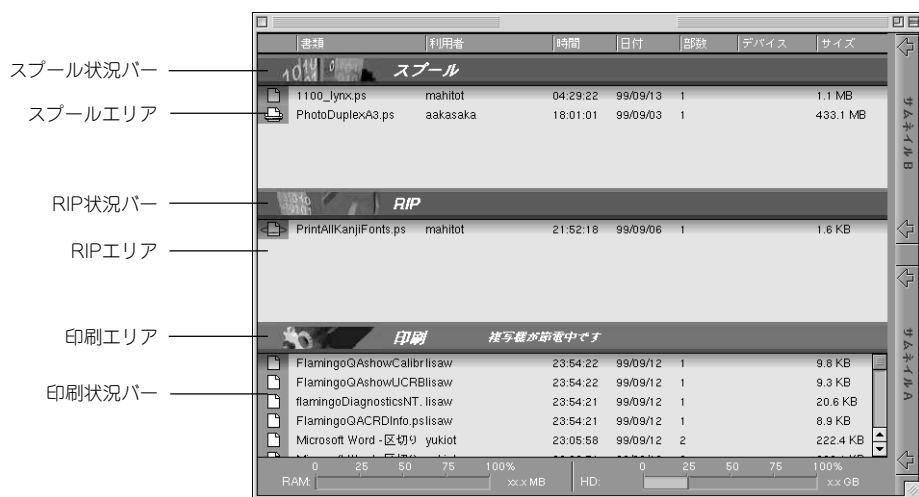 書類 利用者 時間 日付 部数 デバイス サイズ
スプール状況バー
スプール
1100_lynx.ps mahitot 04:29:22 99/09/13 1 1.1 MB
スプールエリア
PhotoDuplexA3.ps aakasaka 18:01:01 99/09/03 1 433.1 MB
サムネイル B
RIP状況バー
RIP
PrintAllKanjiFonts.ps mahitot 21:52:18 99/09/06 1 1.6 KB
RIPエリア
印刷エリア
印刷 複写機が節電中です
FlamingoQAshowCalibr lisaw 23:54:22 99/09/12 1 9.8 KB
FlamingoQAshowUCRB lisaw 23:54:22 99/09/12 1 9.3 KB
印刷状況バー
flamingoDiagnosticsNT. lisaw 23:54:21 99/09/12 1 20.6 KB
FlamingoQACRDInfo.ps lisaw 23:54:21 99/09/12 1 8.9 KB
Microsoft Word - 区切り yukiot 23:05:58 99/09/12 2 222.4 KB
サムネイル A
0 25 50 75 100% 0 25 50 75 100%
RAM: xx.x MB HD: x.x GB